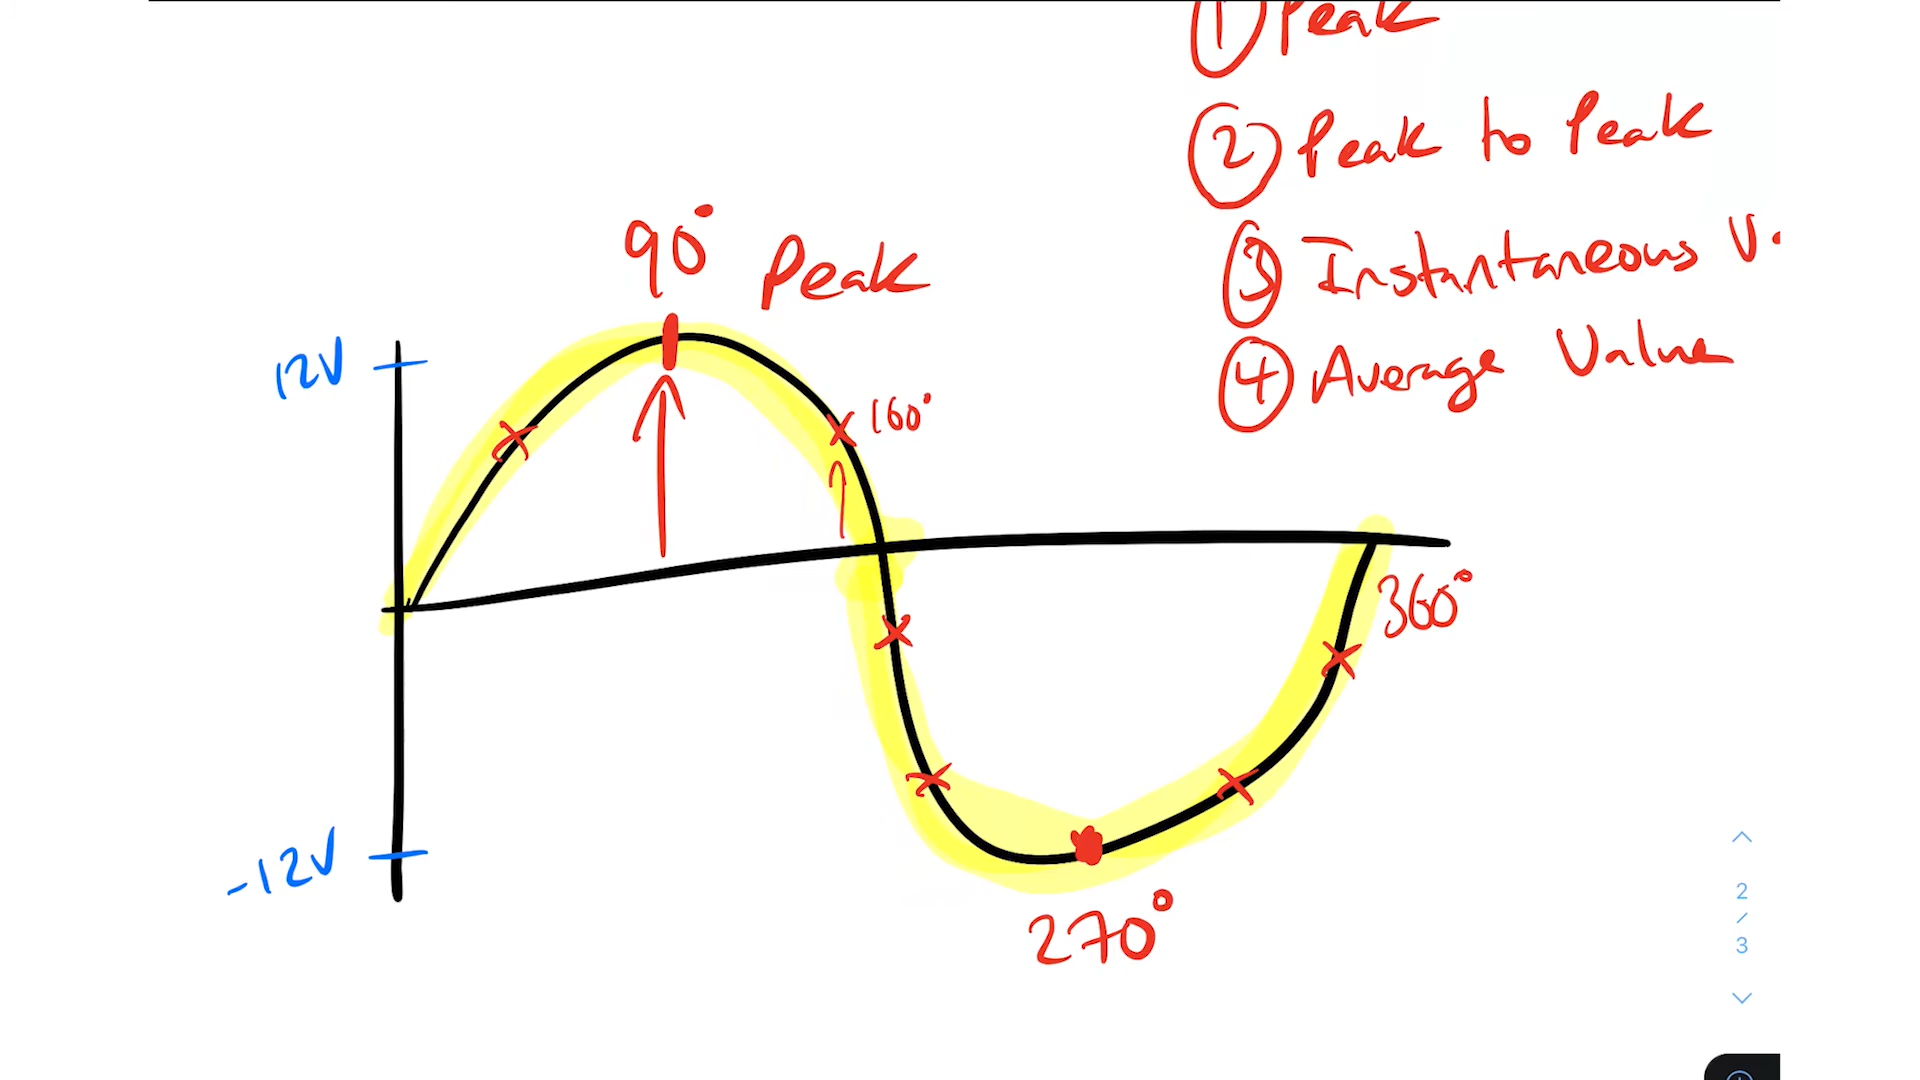 ① Peak
② Peak to Peak
③ Instantaneous V.
④ Average Value
90° Peak
12V
160°
360°
-12V
270°
2
/
3